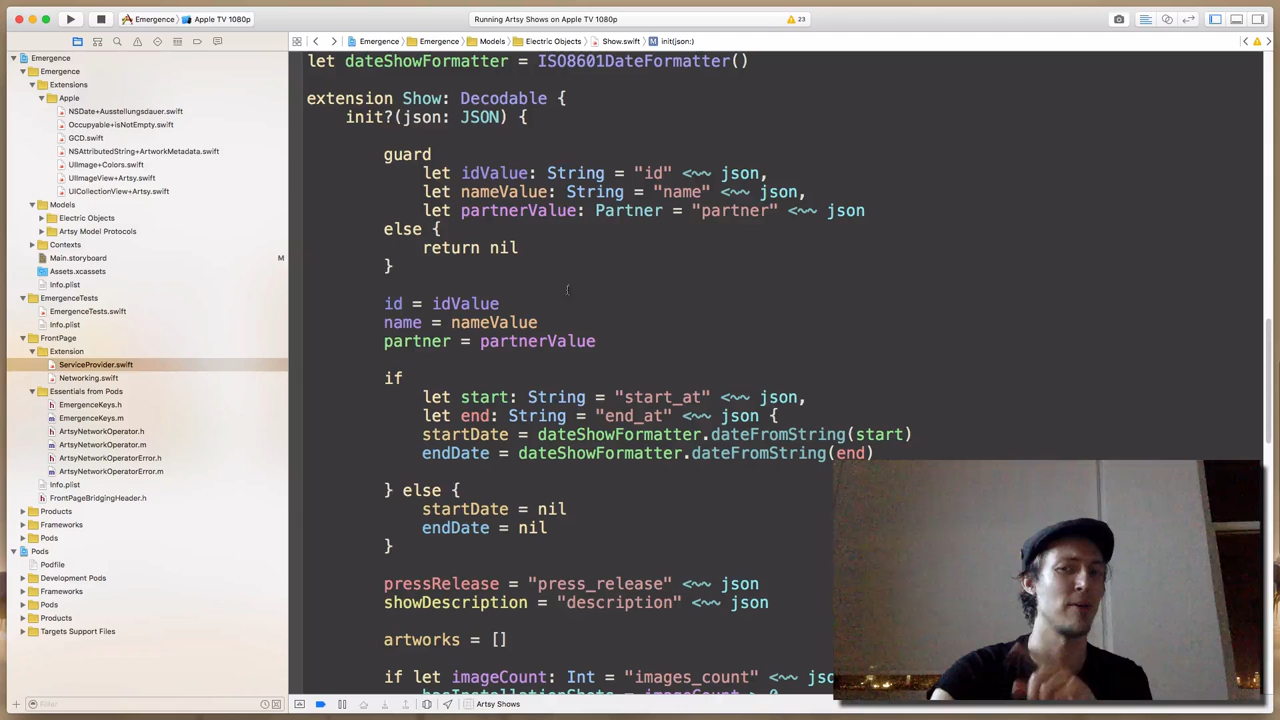 Emergence
Apple TV 1080p
Running Artsy Shows on Apple TV 1080p
23
Emergence
Emergence
Models
Electric Objects
Show.swift
init(json:)
Emergence
Emergence
Extensions
Apple
NSDate+Ausstellungsdauer.swift
Occupyable+isNotEmpty.swift
GCD.swift
NSAttributedString+ArtworkMetadata.swift
UIImage+Colors.swift
UIImageView+Artsy.swift
UICollectionView+Artsy.swift
Models
Electric Objects
Artsy Model Protocols
Contexts
Main.storyboard
M
Assets.xcassets
Info.plist
EmergenceTests
EmergenceTests.swift
Info.plist
FrontPage
Extension
ServiceProvider.swift
Networking.swift
Essentials from Pods
EmergenceKeys.h
EmergenceKeys.m
ArtsyNetworkOperator.h
ArtsyNetworkOperator.m
ArtsyNetworkOperatorError.h
ArtsyNetworkOperatorError.m
Info.plist
FrontPageBridgingHeader.h
Products
Frameworks
Pods
Pods
Podfile
Development Pods
Frameworks
Pods
Products
Targets Support Files
Filter
let dateShowFormatter = ISO8601DateFormatter()
extension Show: Decodable {
init?(json: JSON) {
guard
let idValue: String = "id" <~~ json,
let nameValue: String = "name" <~~ json,
let partnerValue: Partner = "partner" <~~ json
else {
return nil
}
id = idValue
name = nameValue
partner = partnerValue
if
let start: String = "start_at" <~~ json,
let end: String = "end_at" <~~ json {
startDate = dateShowFormatter.dateFromString(start)
endDate = dateShowFormatter.dateFromString(end)
} else {
startDate = nil
endDate = nil
}
pressRelease = "press_release" <~~ json
showDescription = "description" <~~ json
artworks = []
if let imageCount: Int = "images_count" <~~
hasInstallationShots = imageCount > 0
Artsy Shows